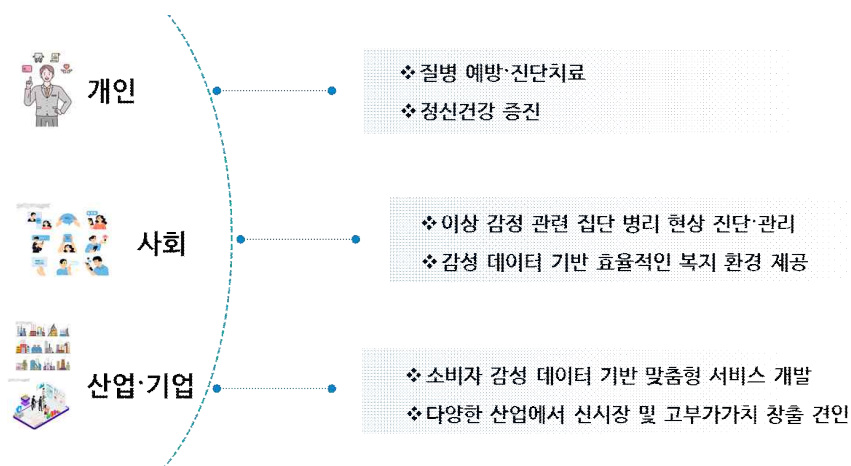 개인
❖질병 예방·진단치료
❖정신건강 증진
사회
❖이상 감정 관련 집단 병리 현상 진단·관리
❖감성 데이터 기반 효율적인 복지 환경 제공
산업·기업
❖소비자 감성 데이터 기반 맞춤형 서비스 개발
❖다양한 산업에서 신시장 및 고부가가치 창출 견인